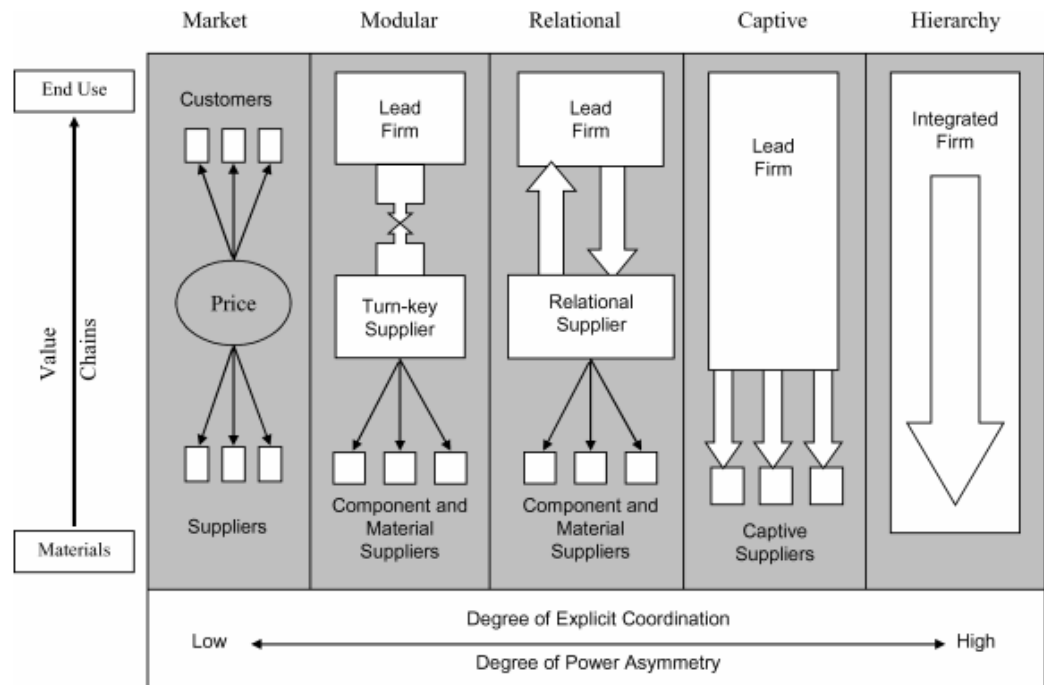 Market
Modular
Relational
Captive
Hierarchy
End Use
Value
Chains
Materials
Customers
Price
Suppliers
Lead
Firm
Turn-key
Supplier
Component and
Material
Suppliers
Lead
Firm
Relational
Supplier
Component and
Material
Suppliers
Lead
Firm
Captive
Suppliers
Integrated
Firm
Degree of Explicit Coordination
Low
High
Degree of Power Asymmetry